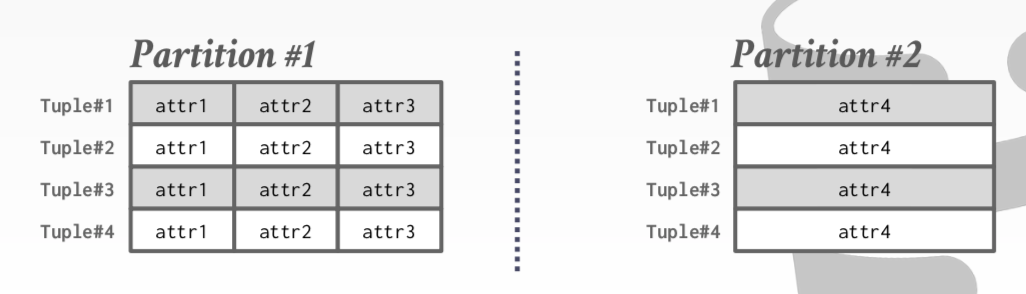 Partition #1
Tuple#1 attr1 attr2 attr3
Tuple#2 attr1 attr2 attr3
Tuple#3 attr1 attr2 attr3
Tuple#4 attr1 attr2 attr3
Partition #2
Tuple#1 attr4
Tuple#2 attr4
Tuple#3 attr4
Tuple#4 attr4